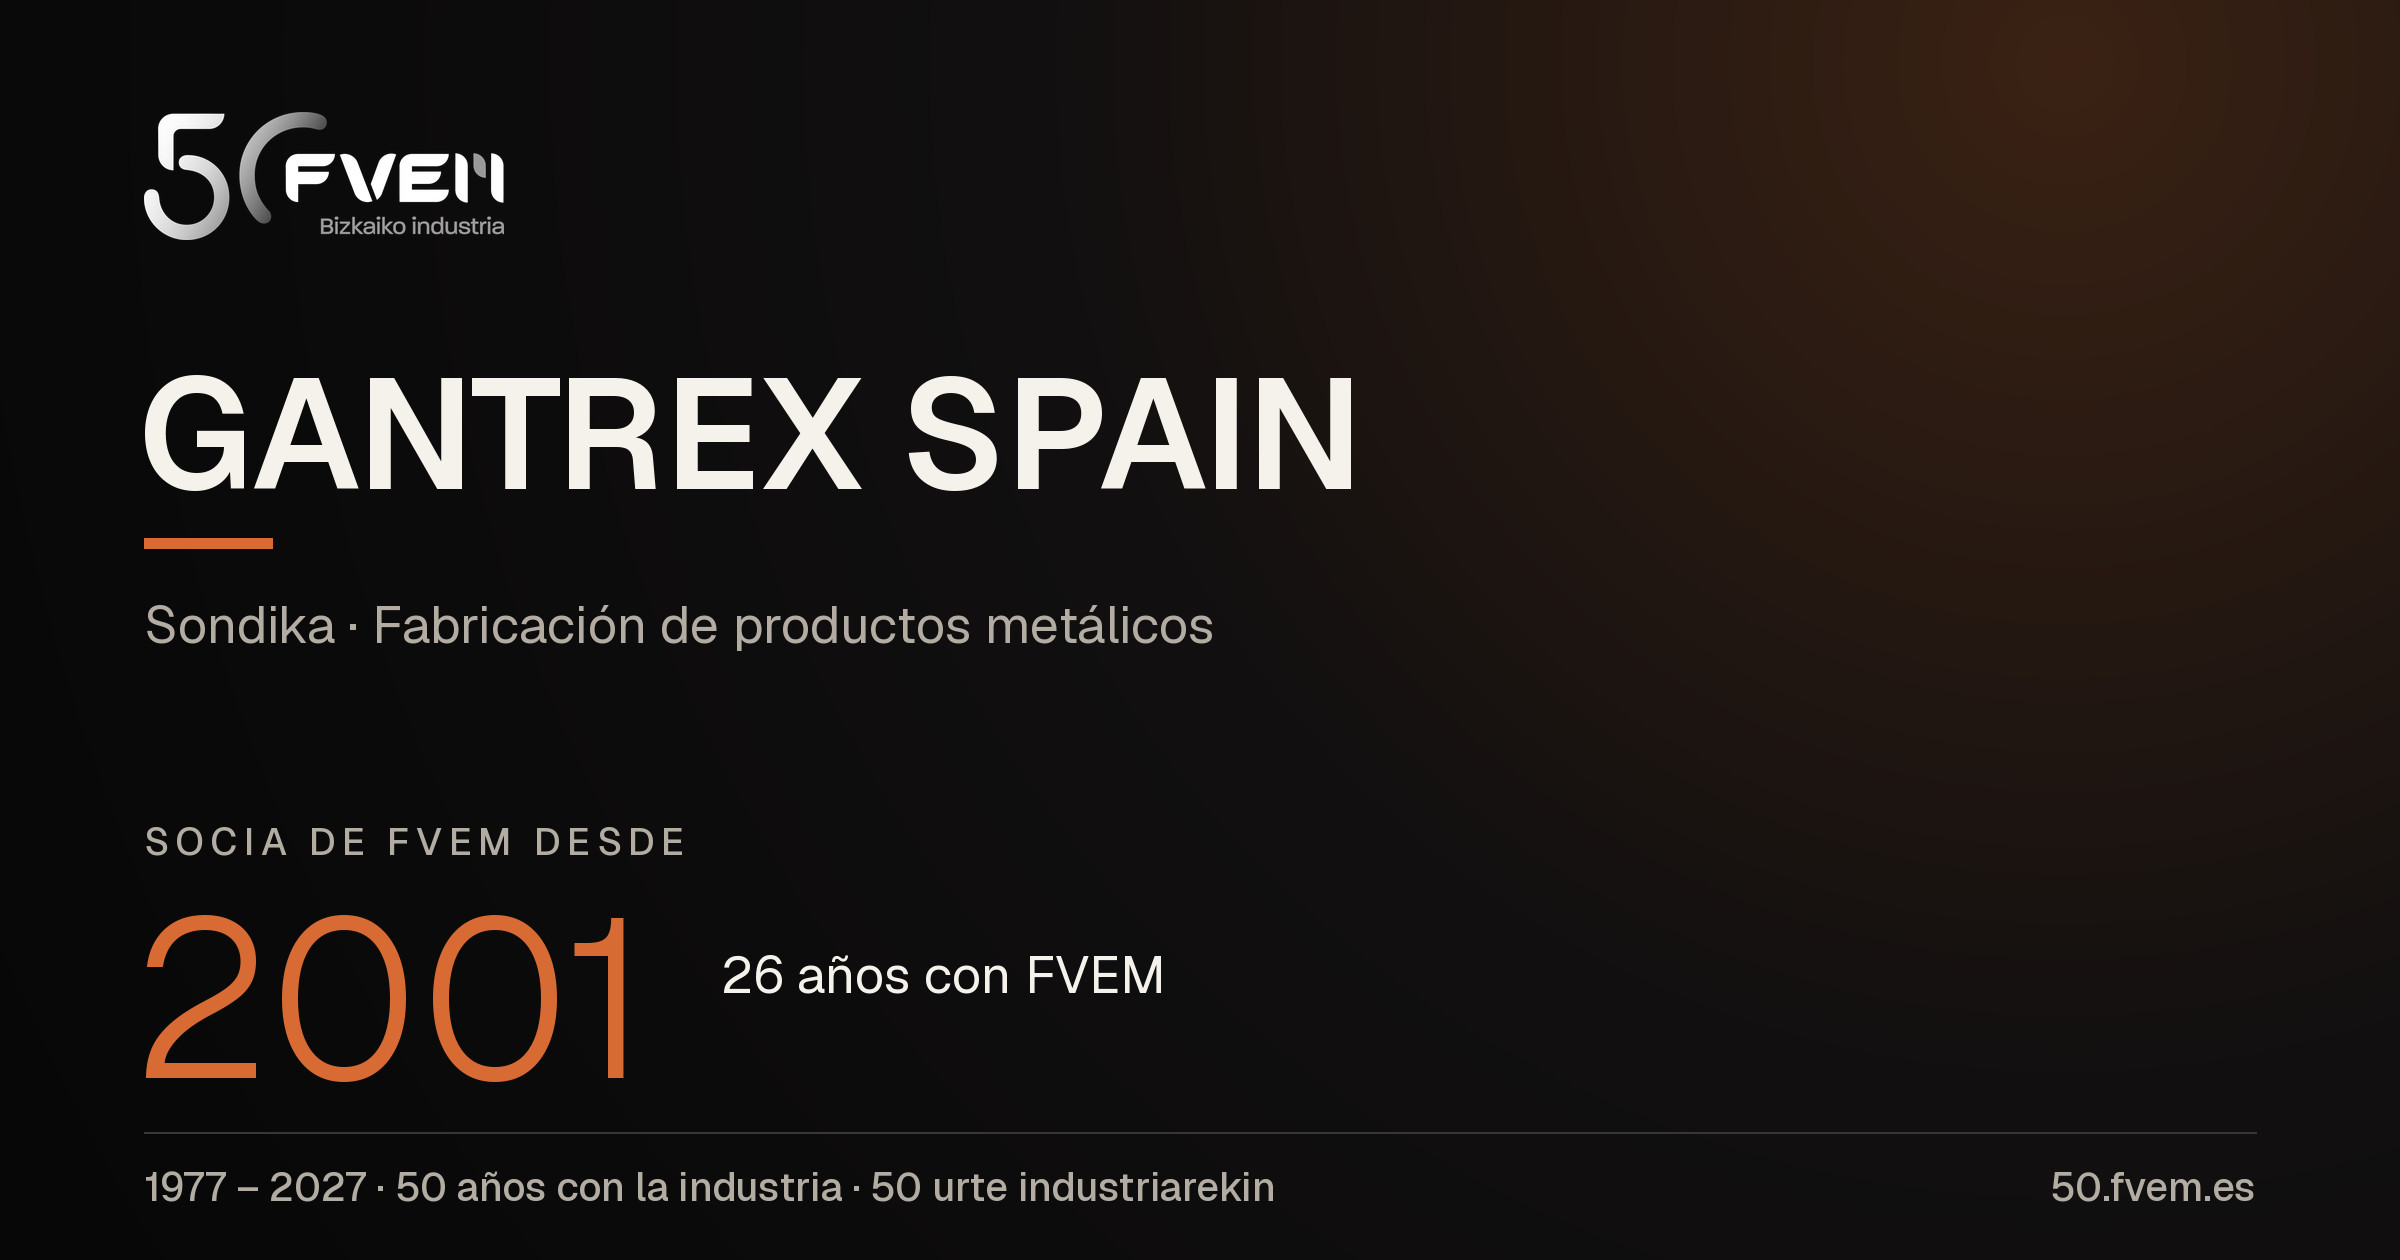 50 FVEM
Bizkaiko industria
GANTREX SPAIN
Sondika · Fabricación de productos metálicos
SOCIA DE FVEM DESDE
2001
26 años con FVEM
1977 – 2027 · 50 años con la industria · 50 urte industriarekin
50.fvem.es